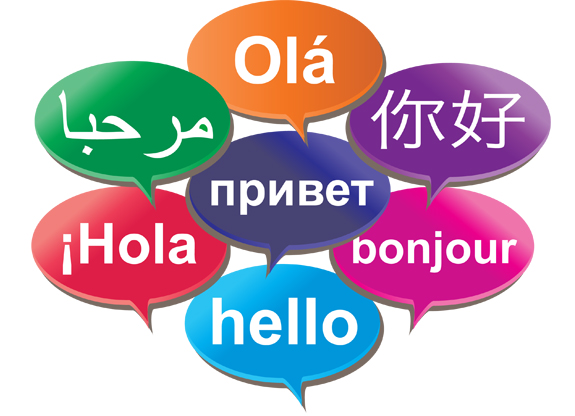 Olá
مرحبا
你好
привет
¡Hola
bonjour
hello